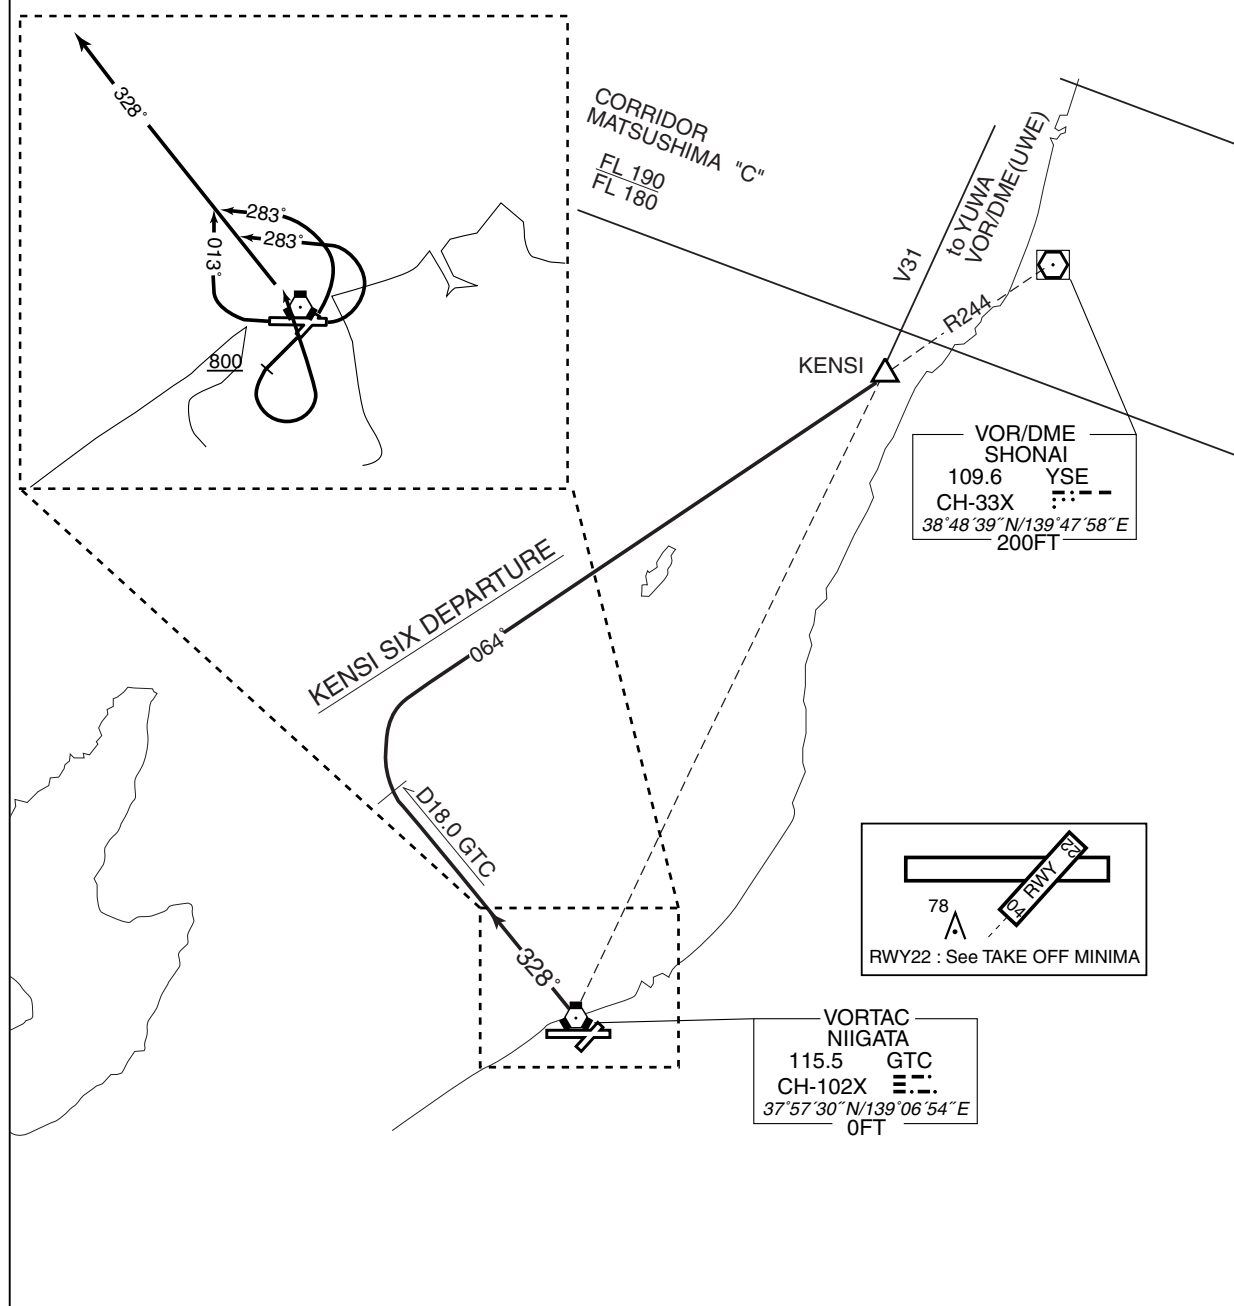 328°
283°
283°
013°
800
CORRIDOR
MATSUSHIMA "C"
FL 190
FL 180
V31
to YUWA
VOR/DME(UWE)
R244
KENSI
VOR/DME
SHONAI
109.6 YSE
CH-33X
38°48´39˝N/139°47´58˝E
200FT
KENSI SIX DEPARTURE
064°
D18.0 GTC
328°
78
RWY
04
22
RWY22 : See TAKE OFF MINIMA
VORTAC
NIIGATA
115.5 GTC
CH-102X
37°57´30˝N/139°06´54˝E
0FT